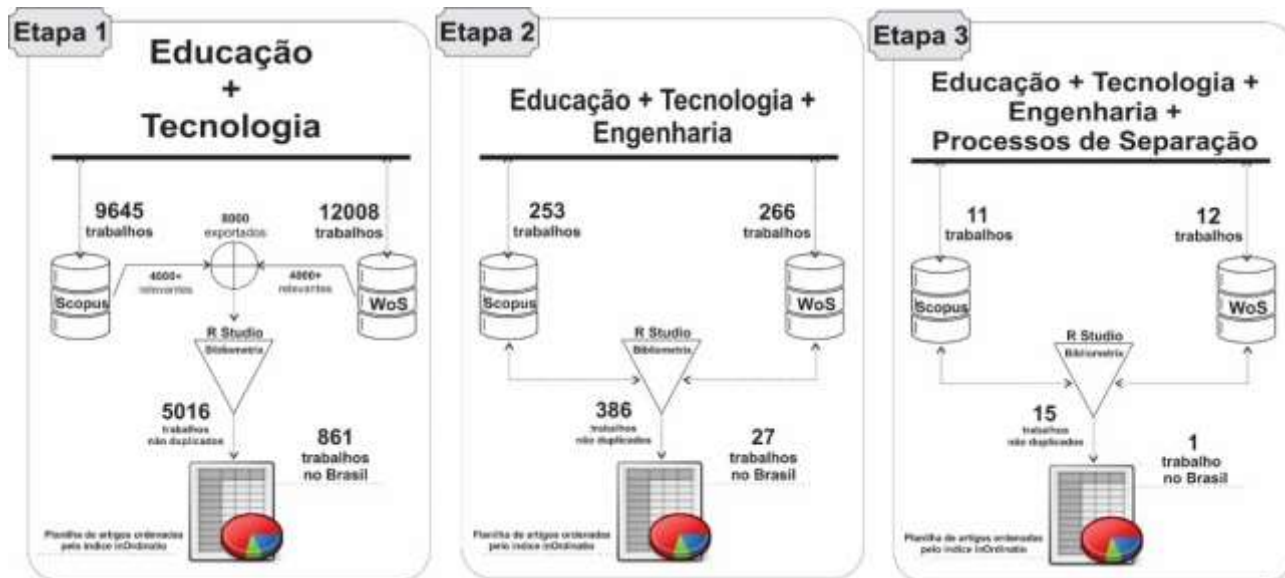 Etapa 1
Educação
+
Tecnologia
9645
trabalhos
8000
exportados
12008
trabalhos
4000+
relevantes
4000+
relevantes
Scopus
WoS
R Studio
Bibliometrix
5016
trabalhos
não duplicados
861
trabalhos
no Brasil
Planilha de artigos ordenadas
pelo índice inOrdinatio
Etapa 2
Educação + Tecnologia +
Engenharia
253
trabalhos
266
trabalhos
Scopus
WoS
R Studio
Bibliometrix
386
trabalhos
não duplicados
27
trabalhos
no Brasil
Planilha de artigos ordenadas
pelo índice inOrdinatio
Etapa 3
Educação + Tecnologia +
Engenharia +
Processos de Separação
11
trabalhos
12
trabalhos
Scopus
WoS
R Studio
Bibliometrix
15
trabalhos
não duplicados
1
trabalho
no Brasil
Planilha de artigos ordenadas
pelo índice inOrdinatio